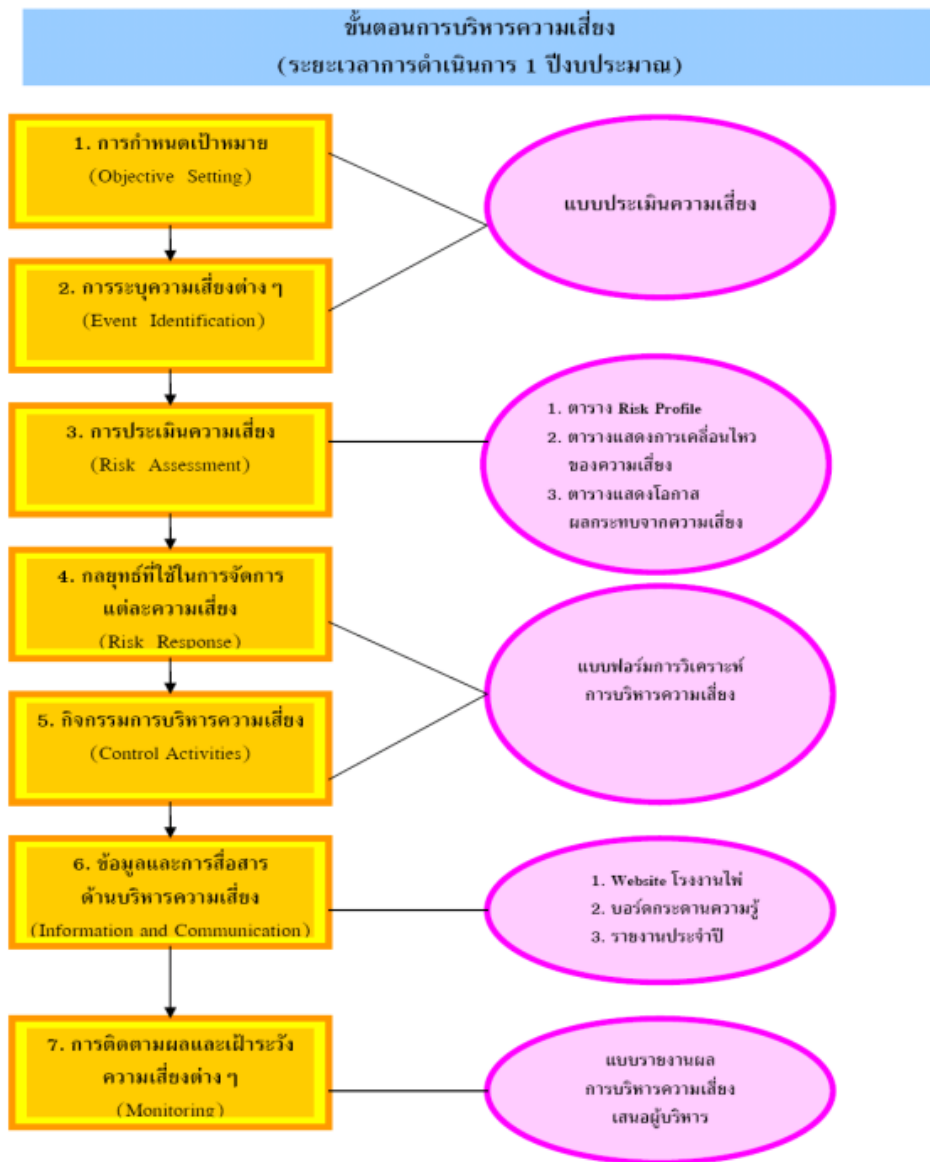 ขั้นตอนการบริหารความเสี่ยง
(ระยะเวลาการดำเนินการ 1 ปีงบประมาณ)
1. การกำหนดเป้าหมาย
(Objective Setting)
แบบประเมินความเสี่ยง
2. การระบุความเสี่ยงต่าง ๆ
(Event Identification)
3. การประเมินความเสี่ยง
(Risk Assessment)
1. ตาราง Risk Profile
2. ตารางแสดงการเคลื่อนไหว
ของความเสี่ยง
3. ตารางแสดงโอกาส
ผลกระทบจากความเสี่ยง
4. กลยุทธ์ที่ใช้ในการจัดการ
แต่ละความเสี่ยง
(Risk Response)
แบบฟอร์มการวิเคราะห์
การบริหารความเสี่ยง
5. กิจกรรมการบริหารความเสี่ยง
(Control Activities)
6. ข้อมูลและการสื่อสาร
ด้านบริหารความเสี่ยง
(Information and Communication)
1. Website โรงงานไพ่
2. บอร์ดกระดานความรู้
3. รายงานประจำปี
7. การติดตามผลและเฝ้าระวัง
ความเสี่ยงต่าง ๆ
(Monitoring)
แบบรายงานผล
การบริหารความเสี่ยง
เสนอผู้บริหาร